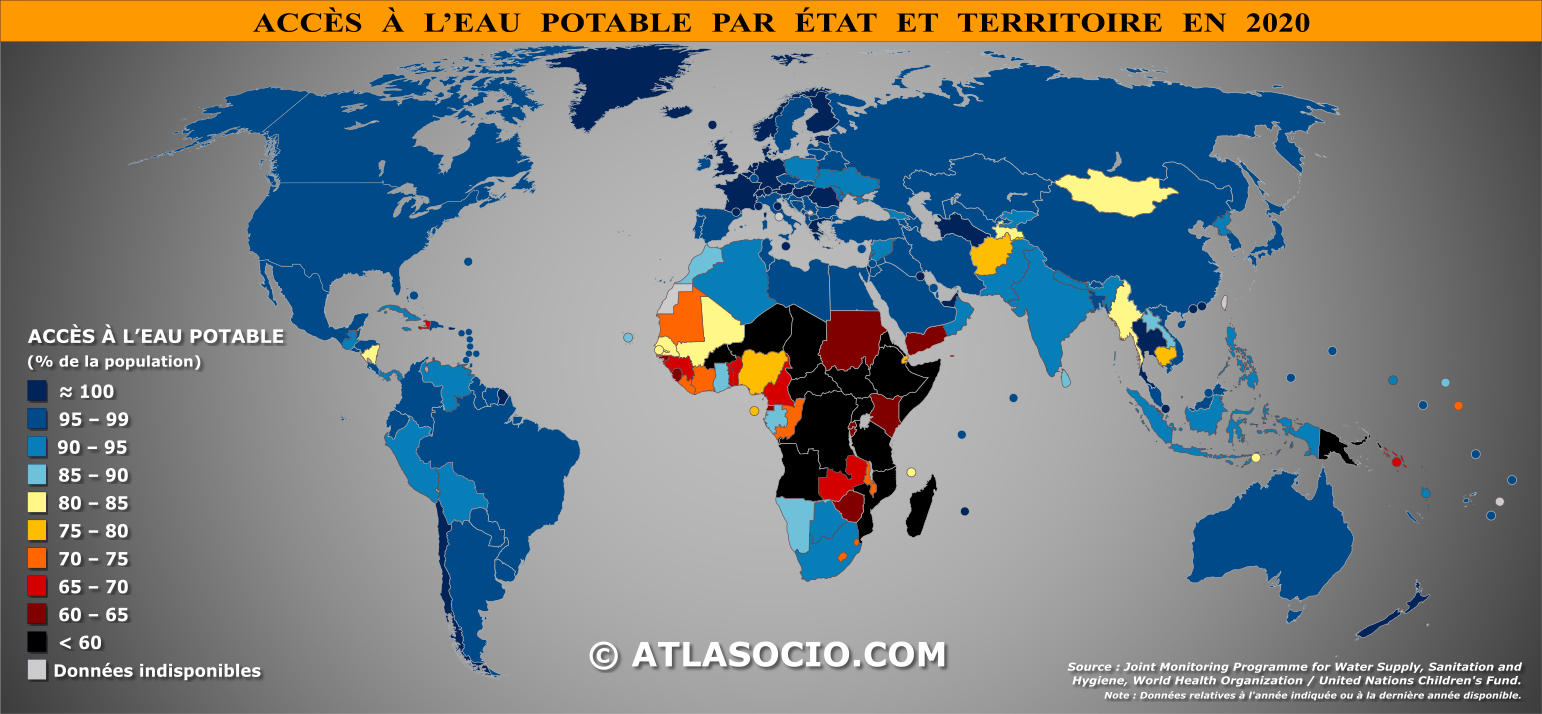 ACCÈS À L’EAU POTABLE PAR ÉTAT ET TERRITOIRE EN 2020
ACCÈS À L’EAU POTABLE
(% de la population)
≈ 100
95 – 99
90 – 95
85 – 90
80 – 85
75 – 80
70 – 75
65 – 70
60 – 65
< 60
Données indisponibles
© ATLASOCIO.COM
Source : Joint Monitoring Programme for Water Supply, Sanitation and
Hygiene, World Health Organization / United Nations Children's Fund.
Note : Données relatives à l'année indiquée ou à la dernière année disponible.